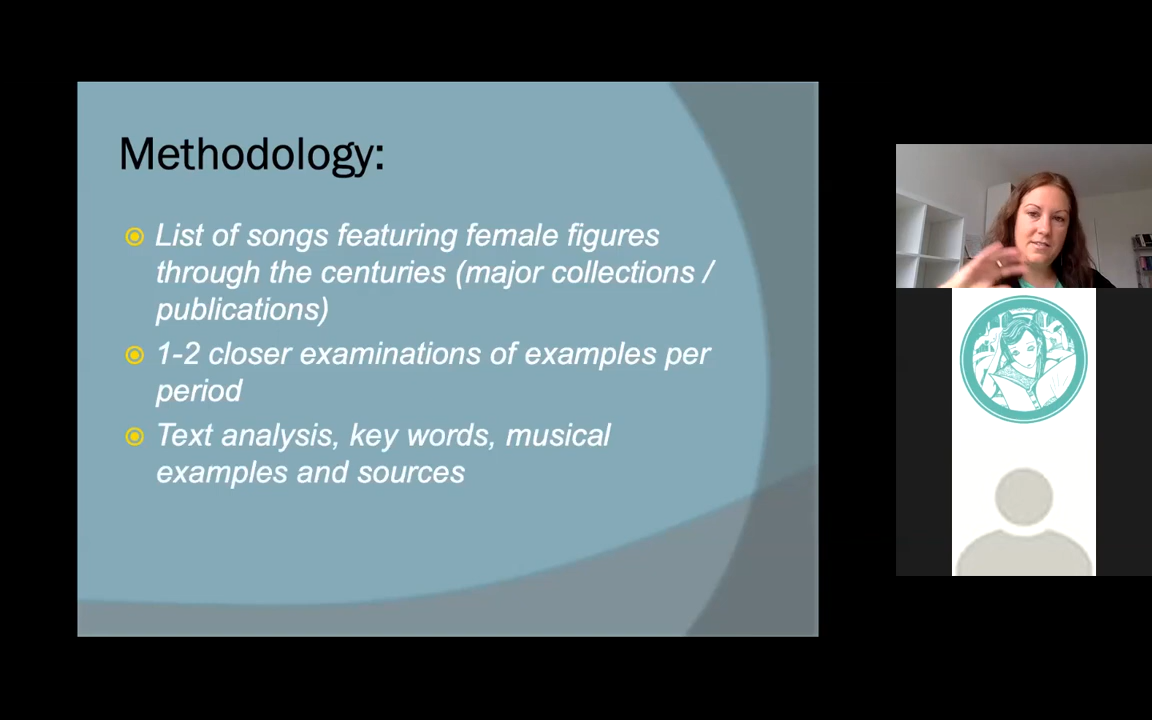 Methodology:
List of songs featuring female figures
through the centuries (major collections /
publications)
1-2 closer examinations of examples per
period
Text analysis, key words, musical
examples and sources